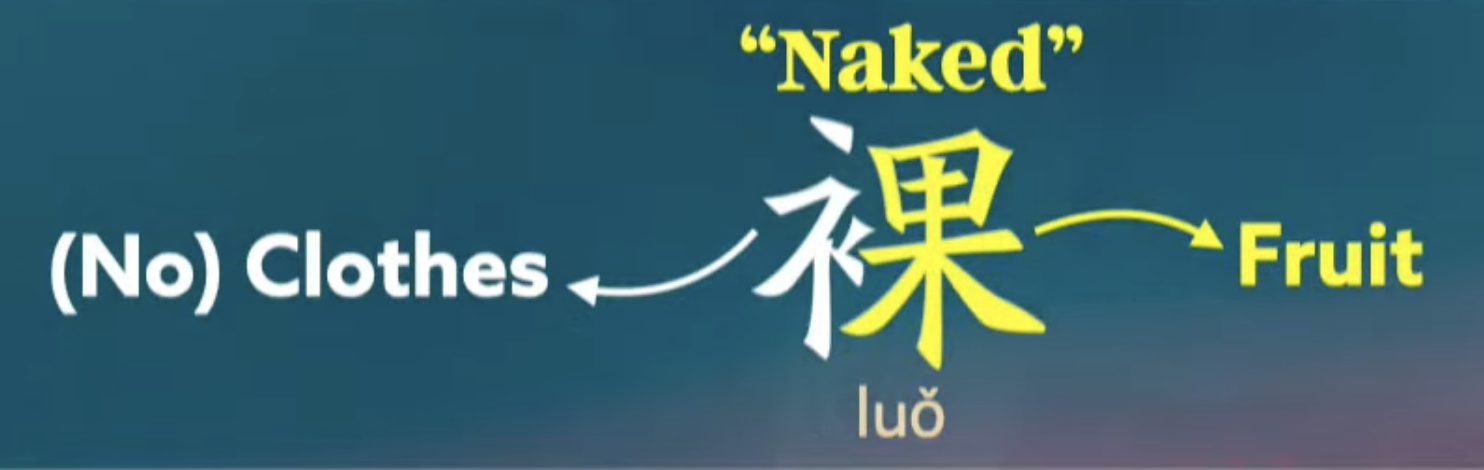 “Naked”
(No) Clothes
裸
Fruit
luǒ